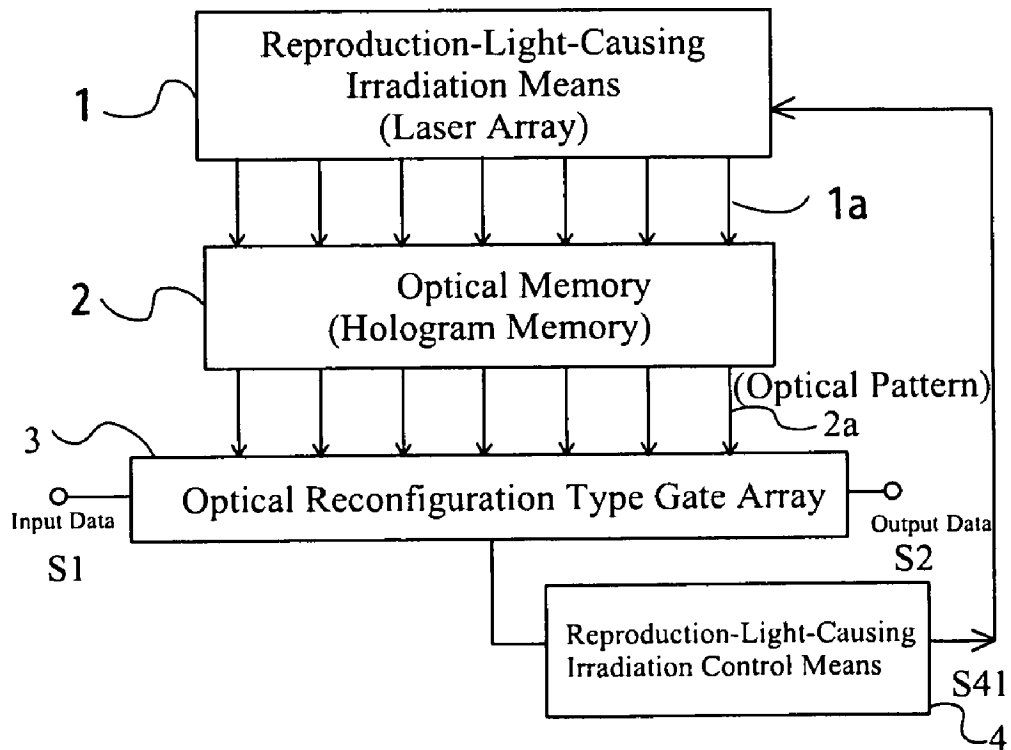 Reproduction-Light-Causing
Irradiation Means
(Laser Array)
1
1a
Optical Memory
(Hologram Memory)
2
(Optical Pattern)
2a
3
Optical Reconfiguration Type Gate Array
Input Data
S1
Output Data
S2
Reproduction-Light-Causing
Irradiation Control Means
S41
4